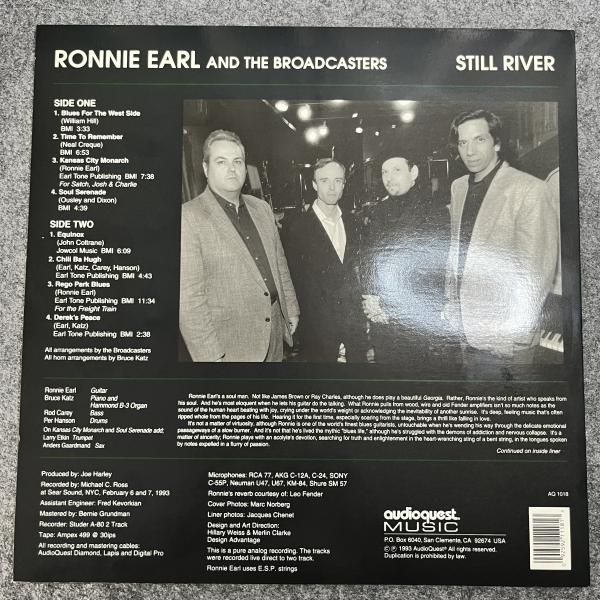 RONNIE EARL AND THE BROADCASTERS
STILL RIVER
SIDE ONE
1. Blues For The West Side
(William Hill)
BMI 3:33
2. Time To Remember
(Neal Creque)
BMI 6:53
3. Kansas City Monarch
(Ronnie Earl)
Earl Tone Publishing BMI 7:38
For Satch, Josh & Charlie
4. Soul Serenade
(Ousley and Dixon)
BMI 4:39
SIDE TWO
1. Equinox
(John Coltrane)
Jowcol Music BMI 6:09
2. Chili Ba Hugh
(Earl, Katz, Carey, Hanson)
Earl Tone Publishing BMI 4:43
3. Rego Park Blues
(Ronnie Earl)
Earl Tone Publishing BMI 11:34
For the Freight Train
4. Derek's Peace
(Earl, Katz)
Earl Tone Publishing BMI 2:38
All arrangements by the Broadcasters
All horn arrangements by Bruce Katz
Ronnie Earl Guitar
Bruce Katz Piano and
Hammond B-3 Organ
Rod Carey Bass
Per Hanson Drums
On Kansas City Monarch and Soul Serenade add;
Larry Etkin Trumpet
Anders Gaardmand Sax
Ronnie Earl's a soul man. Not like James Brown or Ray Charles, although he does play a beautiful Georgia. Rather, Ronnie's the kind of artist who speaks from
his soul. And he's most eloquent when he lets his guitar do the talking. What Ronnie pulls from wood, wire and old Fender amplifiers isn't so much notes as the
sound of the human heart beating with joy, crying under the world's weight or acknowledging the inevitability of another sunrise. It's deep, feeling music that's often
ripped whole from the pages of his life. Hearing it for the first time, especially soaring from the stage, brings a thrill like falling in love.
It's not a matter of virtuosity, although Ronnie is one of the world's finest blues guitarists, untouchable when he's wending his way through the delicate emotional
passageways of a slow burner. And it's not that he's lived the mythic "blues life," although he's struggled with the demons of addiction and nervous collapse. It's a
matter of sincerity; Ronnie plays with an acolyte's devotion, searching for truth and enlightenment in the heart-wrenching sting of a bent string, in the tongues spoken
by notes expelled in a flurry of passion.
Continued on inside liner
Produced by: Joe Harley
Recorded by: Michael C. Ross
at Sear Sound, NYC, February 6 and 7, 1993
Assistant Engineer: Fred Kevorkian
Mastered by: Bernie Grundman
Recorder: Studer A-80 2 Track
Tape: Ampex 499 @ 30ips
All recording and mastering cables:
AudioQuest Diamond, Lapis and Digital Pro
Microphones: RCA 77, AKG C-12A, C-24, SONY
C-55P, Neuman U47, U67, KM-84, Shure SM 57
Ronnie's reverb courtesy of: Leo Fender
Cover Photos: Marc Norberg
Liner photos: Jacques Chenet
Design and Art Direction:
Hillary Weiss & Merlin Clarke
Design Advantage
This is a pure analog recording. The tracks
were recorded live direct to two track.
Ronnie Earl uses E.S.P. strings
AQ 1018
audioquest
MUSIC
P.O. Box 6040, San Clemente, CA 92674 USA
© ℗ 1993 AudioQuest® All rights reserved.
Duplication is prohibited by law.